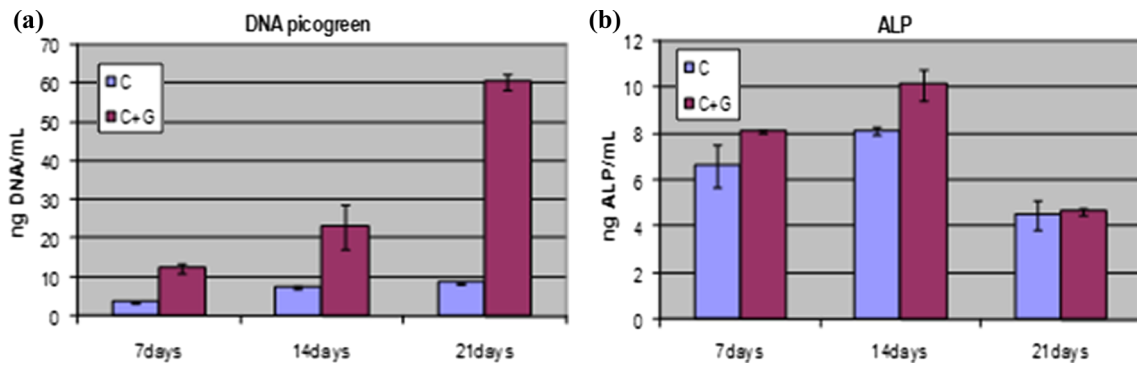 (a)
DNA picogreen
70
60
50
40
30
20
10
0
ng DNA/mL
C
C+G
7days
14days
21days
(b)
ALP
12
10
8
6
4
2
0
ng ALP/mL
C
C+G
7days
14days
21days